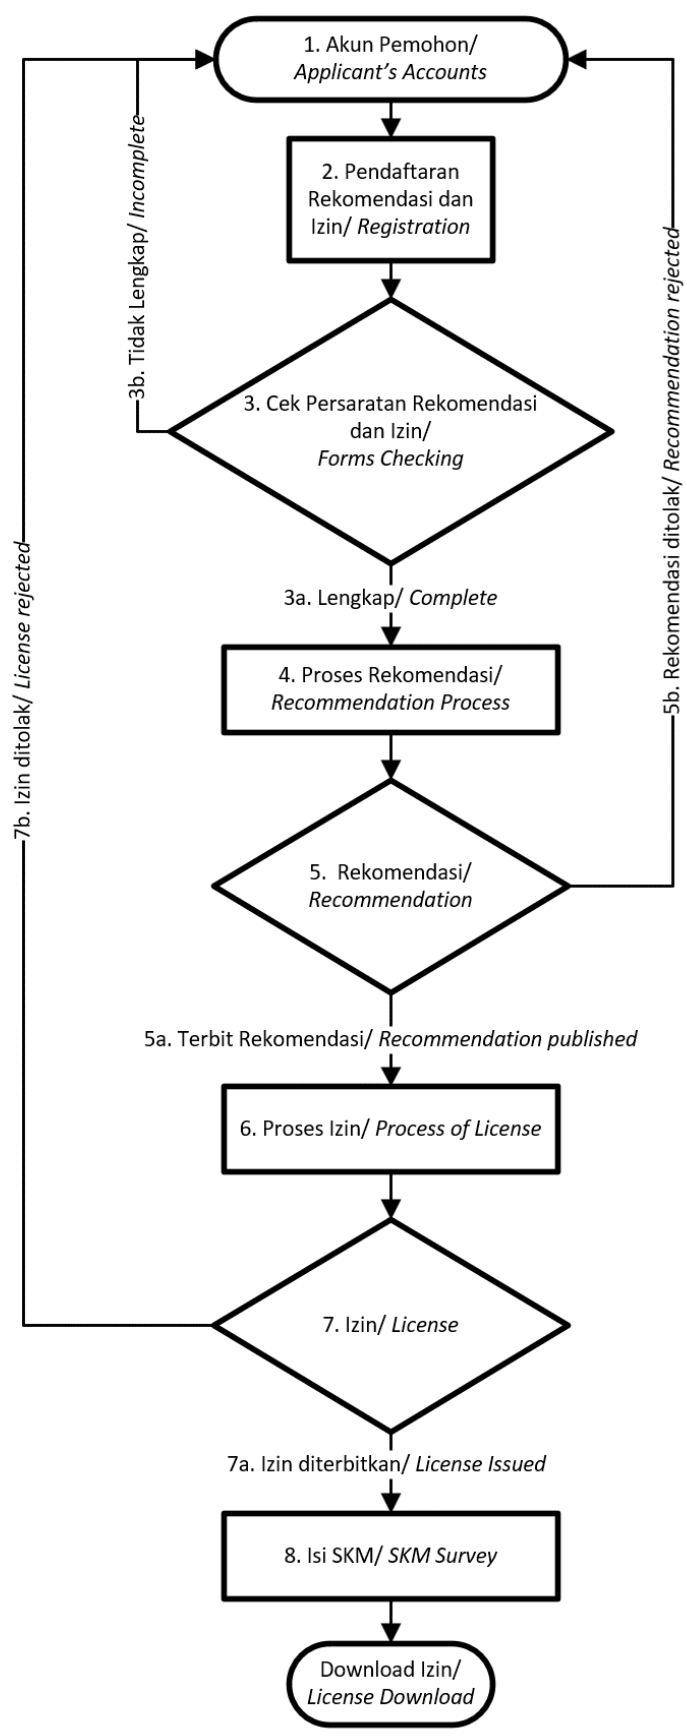 1. Akun Pemohon/
Applicant's Accounts
2. Pendaftaran
Rekomendasi dan
Izin/ Registration
3b. Tidak Lengkap/ Incomplete
3. Cek Persaratan Rekomendasi
dan Izin/
Forms Checking
3a. Lengkap/ Complete
4. Proses Rekomendasi/
Recommendation Process
5b. Rekomendasi ditolak/ Recommendation rejected
7b. Izin ditolak/ License rejected
5. Rekomendasi/
Recommendation
5a. Terbit Rekomendasi/ Recommendation published
6. Proses Izin/ Process of License
7. Izin/ License
7a. Izin diterbitkan/ License Issued
8. Isi SKM/ SKM Survey
Download Izin/
License Download